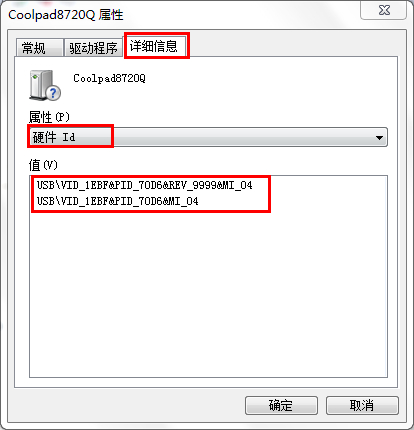 Coolpad8720Q 属性
常规 驱动程序 详细信息
Coolpad8720Q
属性(P)
硬件 Id
值(V)
USB\VID_1EBF&PID_70D6&REV_9999&MI_04
USB\VID_1EBF&PID_70D6&MI_04
确定 取消